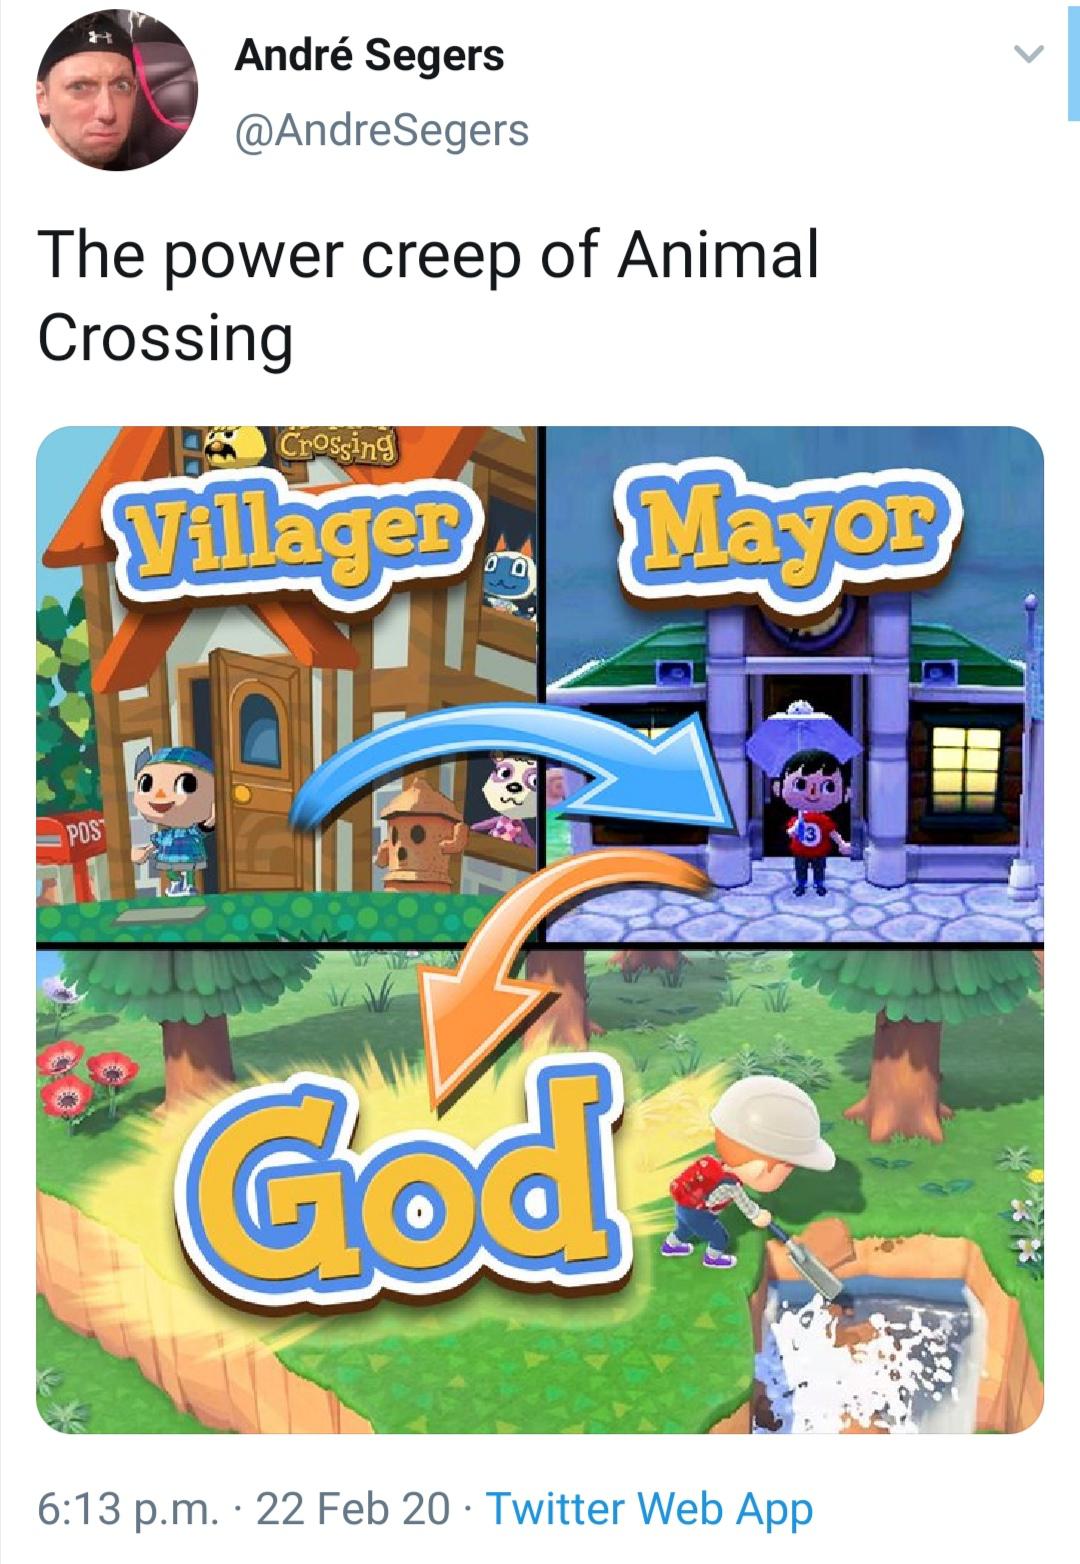 André Segers
@AndreSegers
The power creep of Animal
Crossing
Crossing
Villager
Mayor
POST
3
God
6:13 p.m. · 22 Feb 20 · Twitter Web App